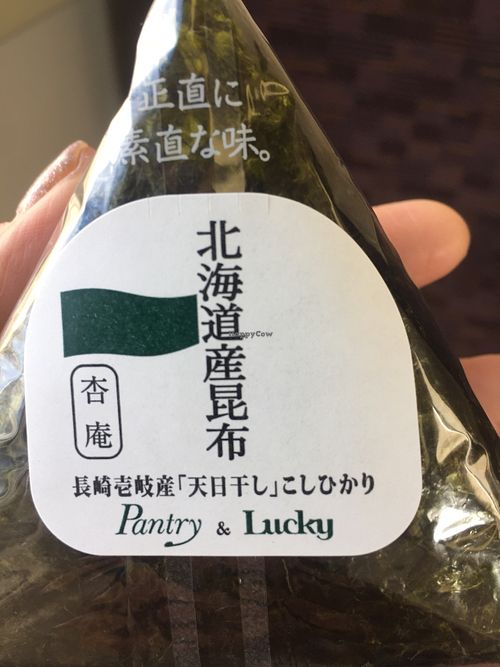 正直に
素直な味。
北海道産昆布
杏庵
長崎壱岐産「天日干し」こしひかり
Pantry & Lucky
HappyCow